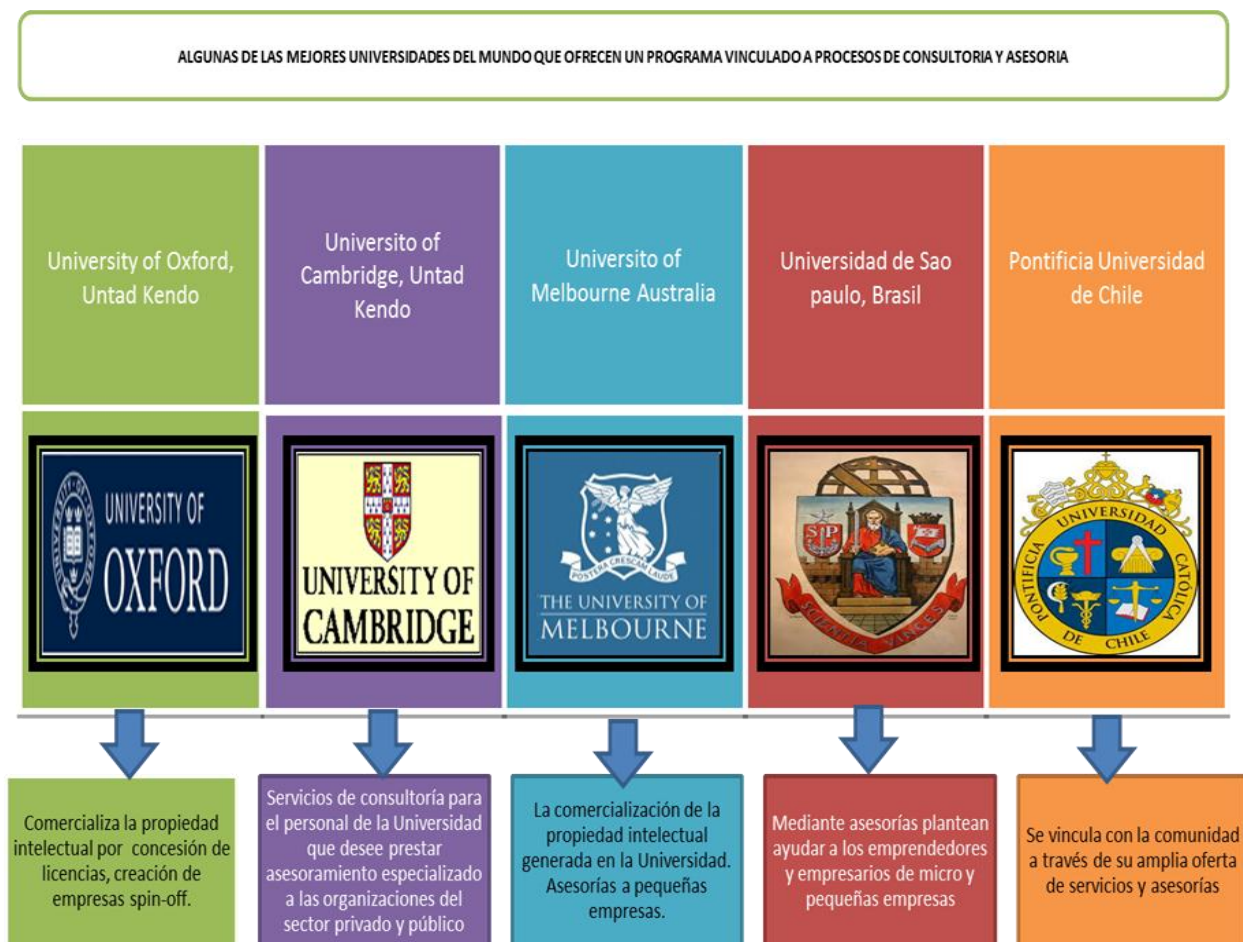 ALGUNAS DE LAS MEJORES UNIVERSIDADES DEL MUNDO QUE OFRECEN UN PROGRAMA VINCULADO A PROCESOS DE CONSULTORIA Y ASESORIA
University of Oxford,
Untad Kendo
Universito of
Cambridge, Untad
Kendo
Universito of
Melbourne Australia
Universidad de Sao
paulo, Brasil
Pontificia Universidad
de Chile
UNIVERSITY OF OXFORD
UNIVERSITY OF
OXFORD
UNIVERSITY OF
CAMBRIDGE
POSTERA CRESCAM LAUDE
THE UNIVERSITY OF
MELBOURNE
SP
SCIENTIA VINCES
PONTIFICIA UNIVERSIDAD CATÓLICA
DE CHILE
Comercializa la propiedad
intelectual por concesión de
licencias, creación de
empresas spin-off.
Servicios de consultoría para
el personal de la Universidad
que desee prestar
asesoramiento especializado
a las organizaciones del
sector privado y público
La comercialización de la
propiedad intelectual
generada en la Universidad.
Asesorías a pequeñas
empresas.
Mediante asesorías plantean
ayudar a los emprendedores
y empresarios de micro y
pequeñas empresas
Se vincula con la comunidad
a través de su amplia oferta
de servicios y asesorías